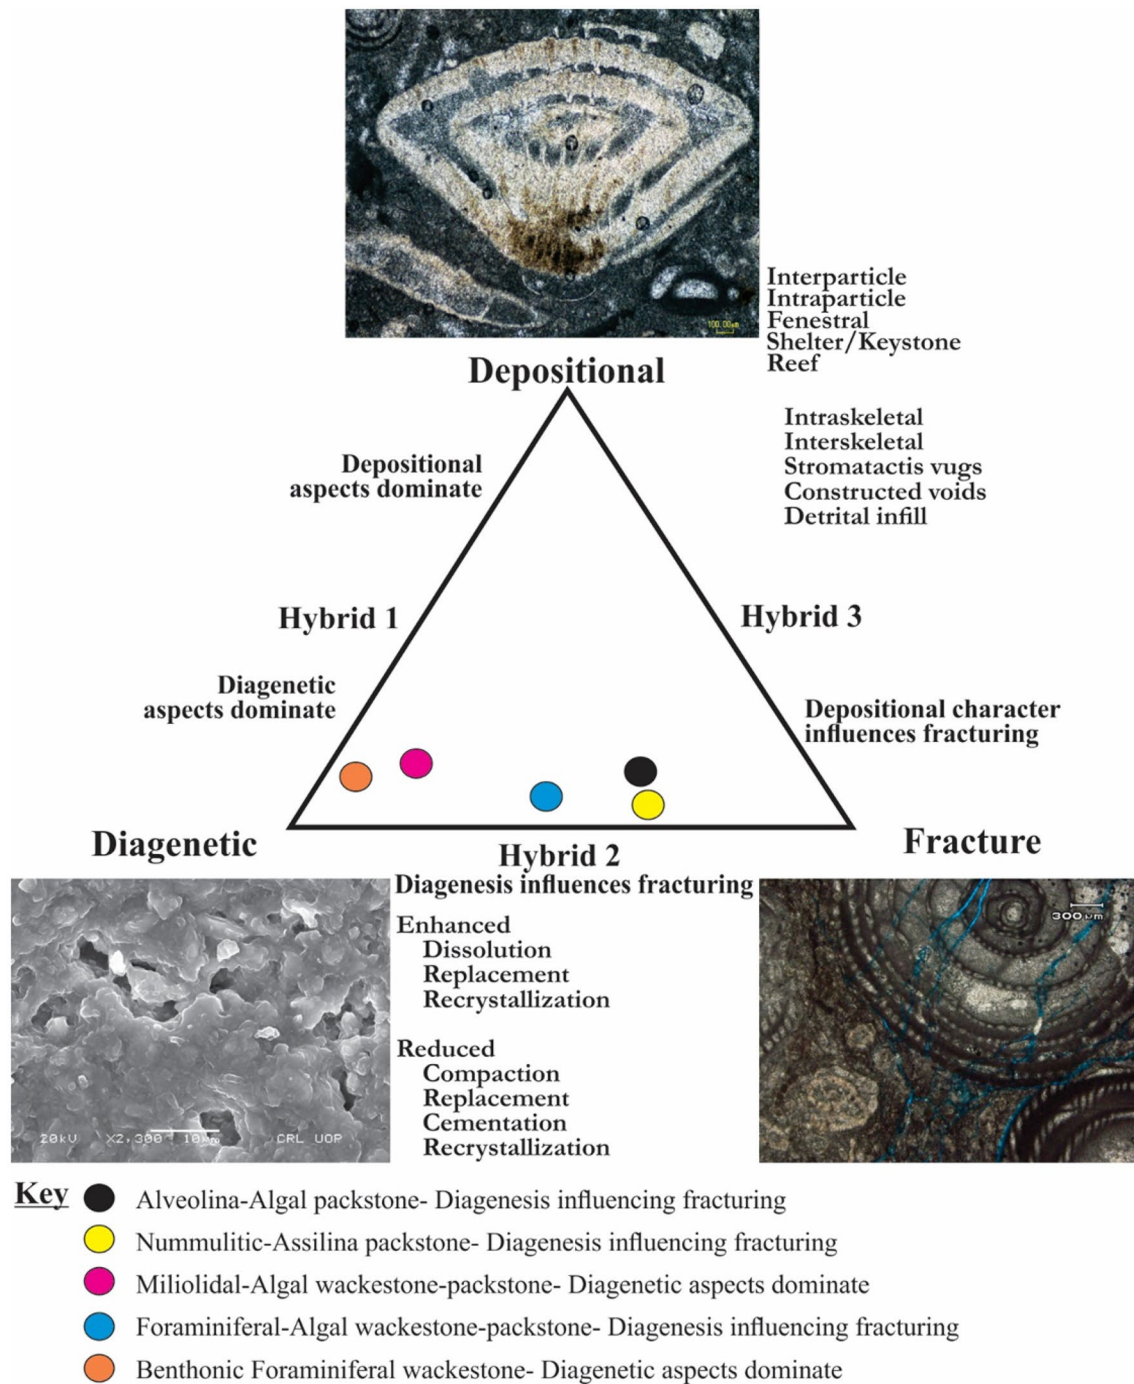 100.00µm
Interparticle
Intraparticle
Fenestral
Shelter/Keystone
Reef
Depositional
Intraskeletal
Interskeletal
Stromatactis vugs
Constructed voids
Detrital infill
Depositional
aspects dominate
Hybrid 1
Hybrid 3
Diagenetic
aspects dominate
Depositional character
influences fracturing
Diagenetic
Fracture
Hybrid 2
Diagenesis influences fracturing
Enhanced
Dissolution
Replacement
Recrystallization
Reduced
Compaction
Replacement
Cementation
Recrystallization
20kV X2,300 10µm CRL UOP
300 µm
Key
Alveolina-Algal packstone- Diagenesis influencing fracturing
Nummulitic-Assilina packstone- Diagenesis influencing fracturing
Miliolidal-Algal wackestone-packstone- Diagenetic aspects dominate
Foraminiferal-Algal wackestone-packstone- Diagenesis influencing fracturing
Benthonic Foraminiferal wackestone- Diagenetic aspects dominate